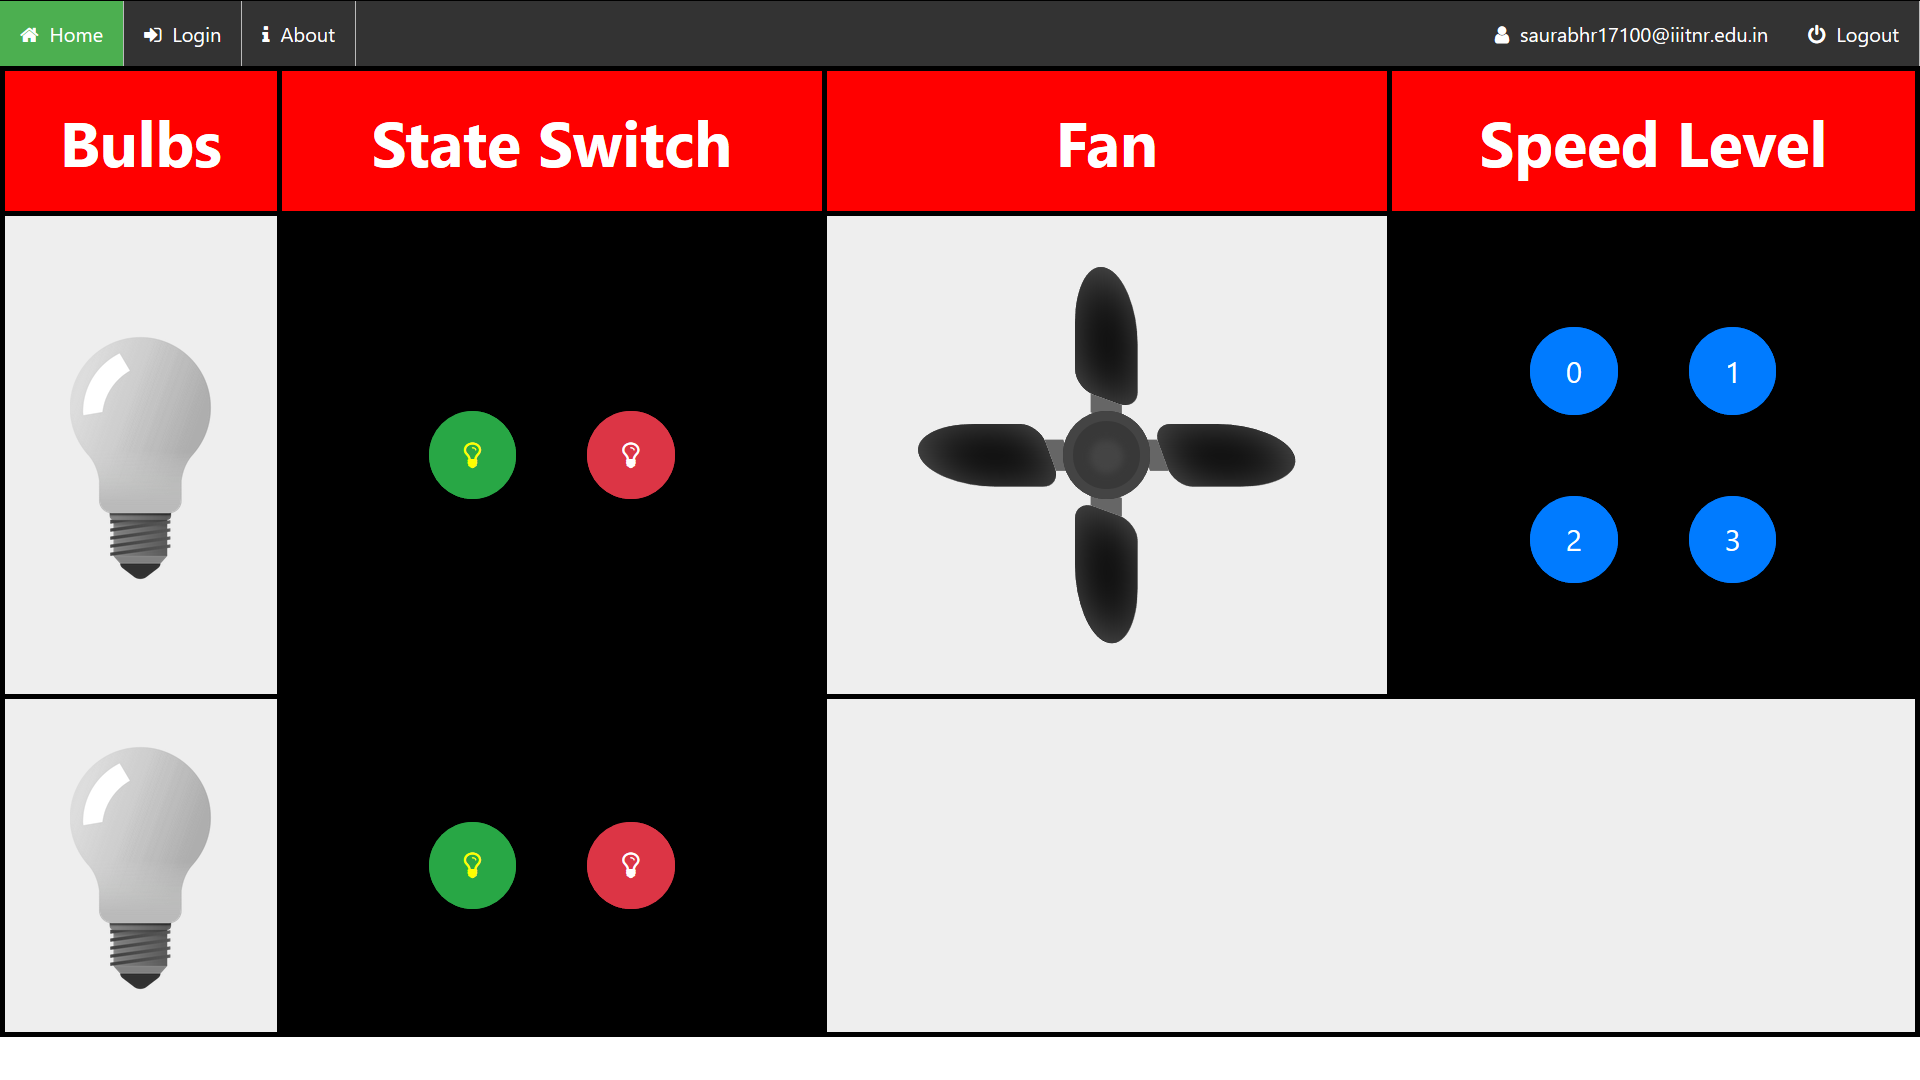 Home Login About saurabhr17100@iiitnr.edu.in Logout
Bulbs State Switch Fan Speed Level
0 1
2 3